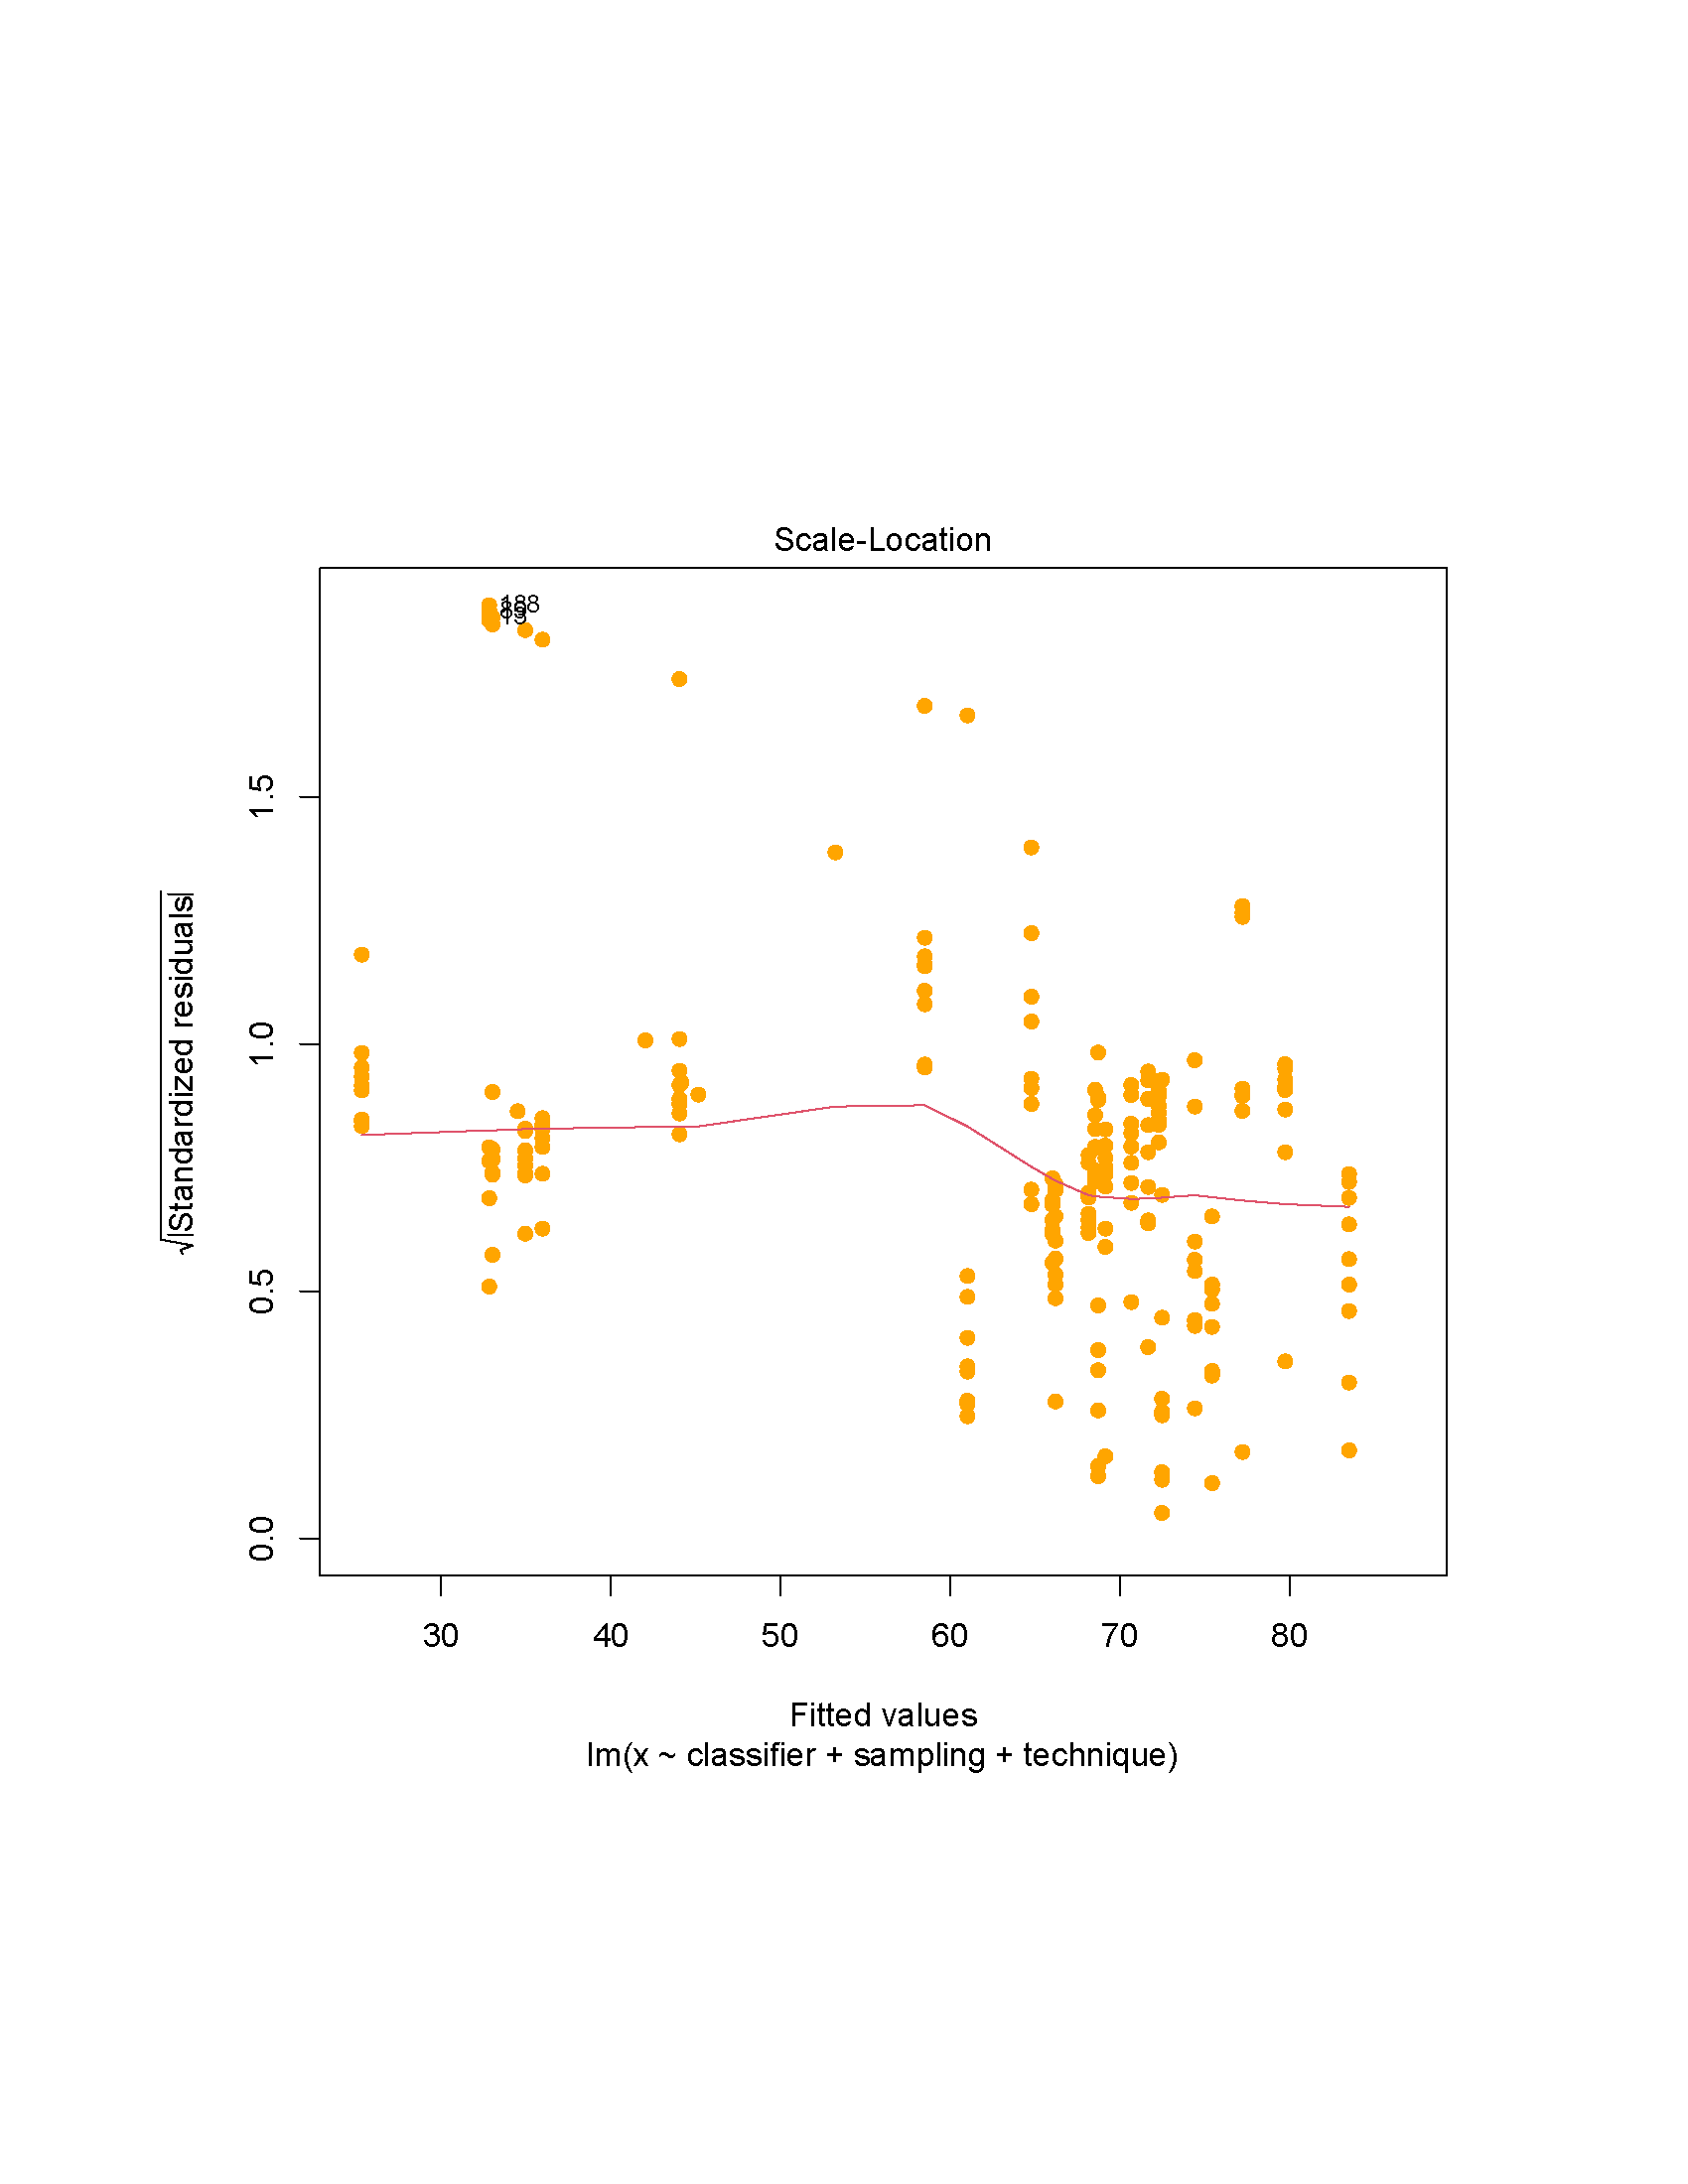 Scale-Location
188
√|Standardized residuals|
0.0
0.5
1.0
1.5
30
40
50
60
70
80
Fitted values
lm(x ~ classifier + sampling + technique)